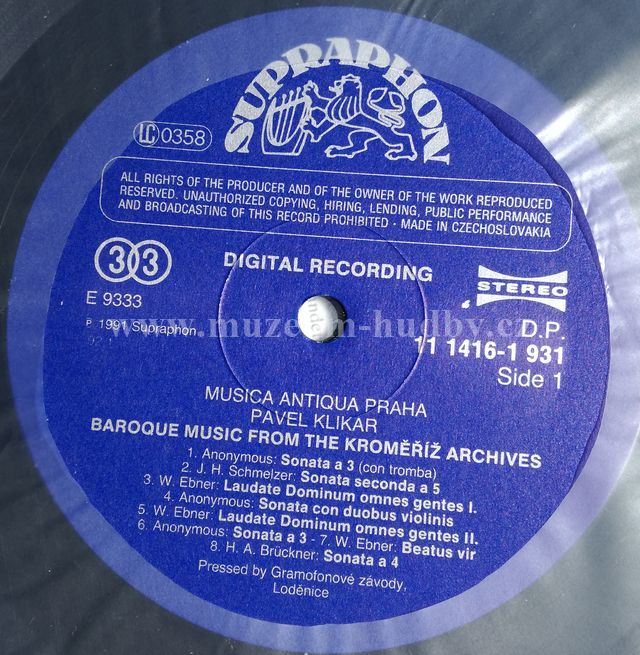 SUPRAPHON
LC 0358
ALL RIGHTS OF THE PRODUCER AND OF THE OWNER OF THE WORK REPRODUCED
RESERVED. UNAUTHORIZED COPYING, HIRING, LENDING, PUBLIC PERFORMANCE
AND BROADCASTING OF THIS RECORD PROHIBITED - MADE IN CZECHOSLOVAKIA
33
DIGITAL RECORDING
STEREO
E 9333
D.P.
℗ 1991 Supraphon
11 1416-1 931
www.muzeum-hudby.cz
Side 1
MUSICA ANTIQUA PRAHA
PAVEL KLIKAR
BAROQUE MUSIC FROM THE KROMĚŘÍŽ ARCHIVES
1. Anonymous: Sonata a 3 (con tromba)
2. J. H. Schmelzer: Sonata seconda a 5
3. W. Ebner: Laudate Dominum omnes gentes I.
4. Anonymous: Sonata con duobus violinis
5. W. Ebner: Laudate Dominum omnes gentes II.
6. Anonymous: Sonata a 3 - 7. W. Ebner: Beatus vir
8. H. A. Brückner: Sonata a 4
Pressed by Gramofonové závody,
Loděnice